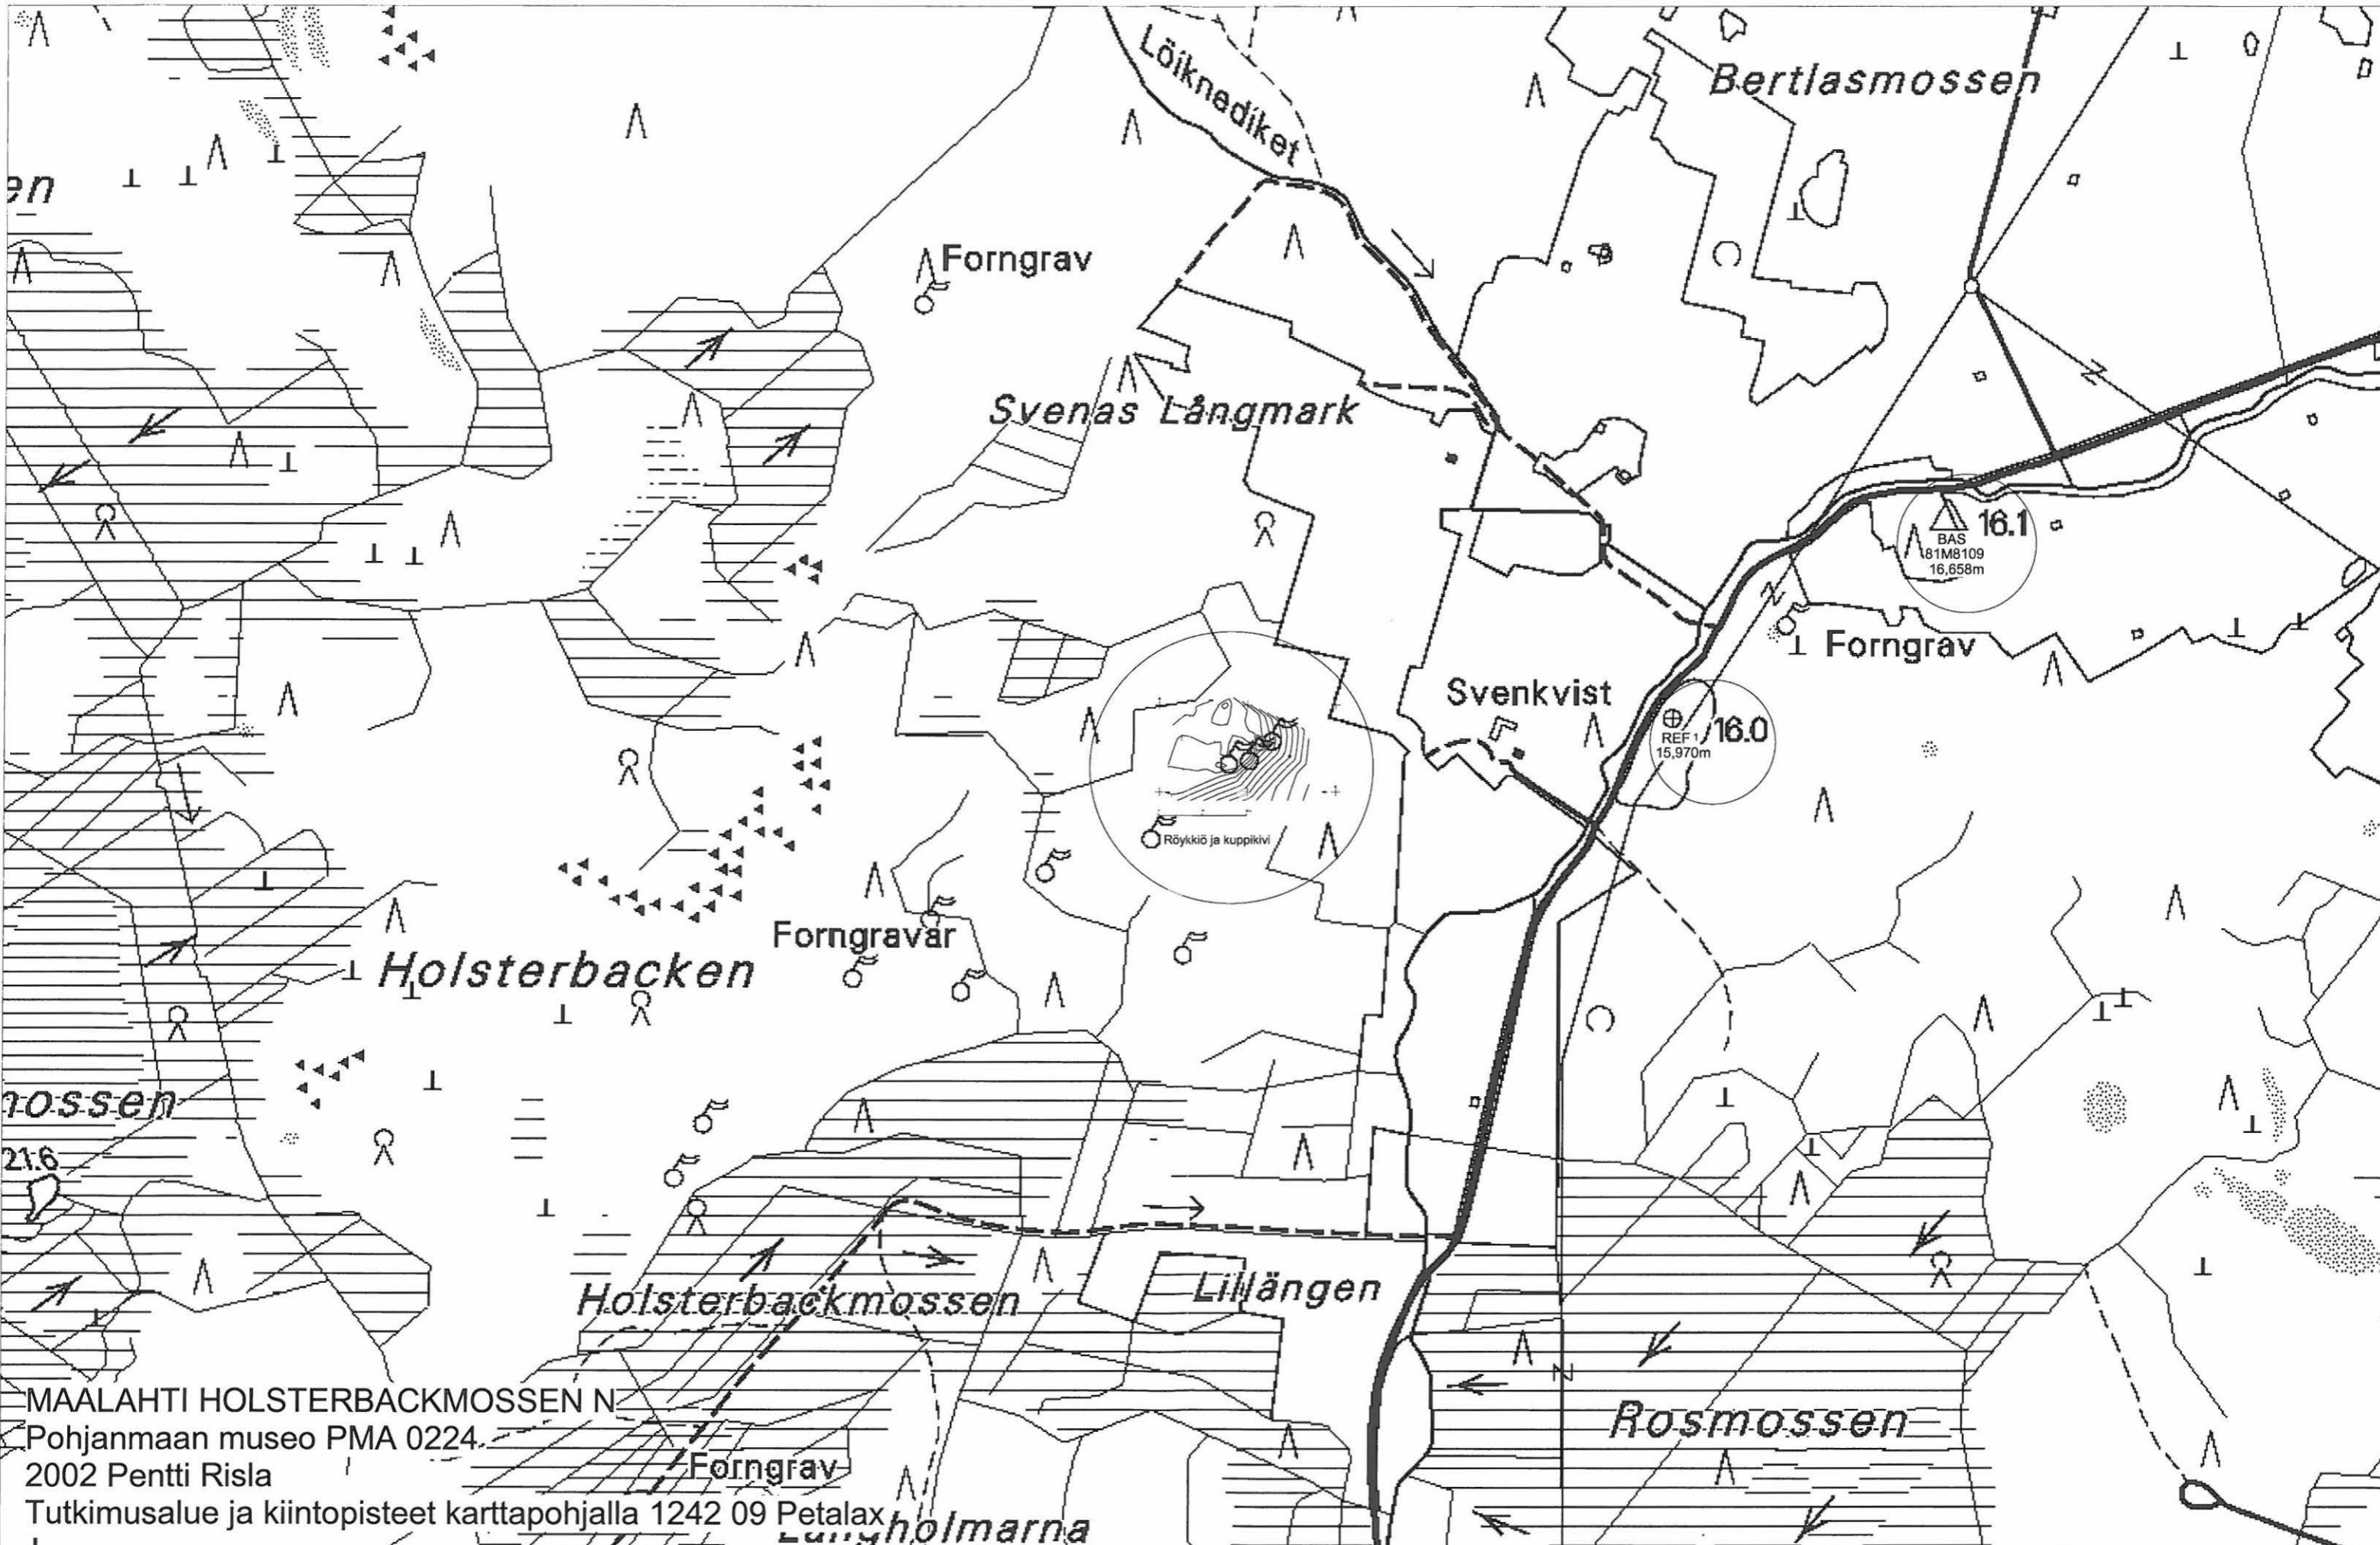 Löiknediket
Bertlasmossen
en
Forngrav
Svenas Långmark
16.1
BAS
81M8109
16,658m
Forngrav
Svenkvist
16.0
REF 1
15,970m
Röykkiö ja kuppikivi
Forngravar
Holsterbacken
mossen
21.6
Holsterbackmossen
Lillängen
Rosmossen
MAALAHTI HOLSTERBACKMOSSEN N
Pohjanmaan museo PMA 0224
2002 Pentti Risla
Forngrav
Tutkimusalue ja kiintopisteet karttapohjalla 1242 09 Petalax
holmarna